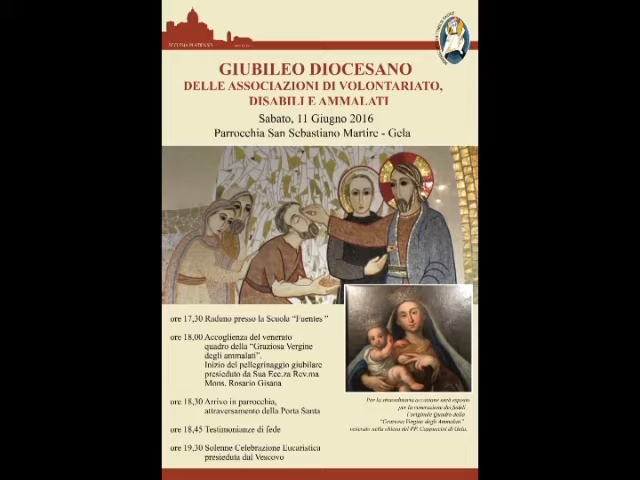 GIUBILEO DIOCESANO
DELLE ASSOCIAZIONI DI VOLONTARIATO,
DISABILI E AMMALATI
Sabato, 11 Giugno 2016
Parrocchia San Sebastiano Martire - Gela
ore 17,30 Raduno presso la Scuola "Fuentes"
ore 18,00 Accoglienza del venerato
quadro della "Graziosa Vergine
degli ammalati".
Inizio del pellegrinaggio giubilare
presieduto da Sua Ecc.za Rev.ma
Mons. Rosario Gisana
ore 18,30 Arrivo in parrocchia,
attraversamento della Porta Santa
ore 18,45 Testimonianze di fede
ore 19,30 Solenne Celebrazione Eucaristica
presieduta dal Vescovo
Per la straordinaria occasione sarà esposto
per la venerazione dei fedeli
l'originale Quadro della
"Graziosa Vergine degli Ammalati"
venerato nella chiesa dei PP. Cappuccini di Gela.